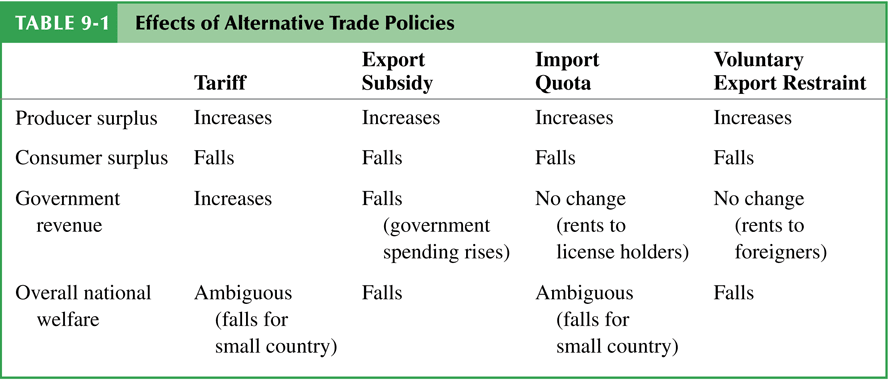 TABLE 9-1 Effects of Alternative Trade Policies
Export Import Voluntary
Tariff Subsidy Quota Export Restraint
Producer surplus Increases Increases Increases Increases
Consumer surplus Falls Falls Falls Falls
Government Increases Falls No change No change
revenue (government (rents to (rents to
spending rises) license holders) foreigners)
Overall national Ambiguous Falls Ambiguous Falls
welfare (falls for (falls for
small country) small country)